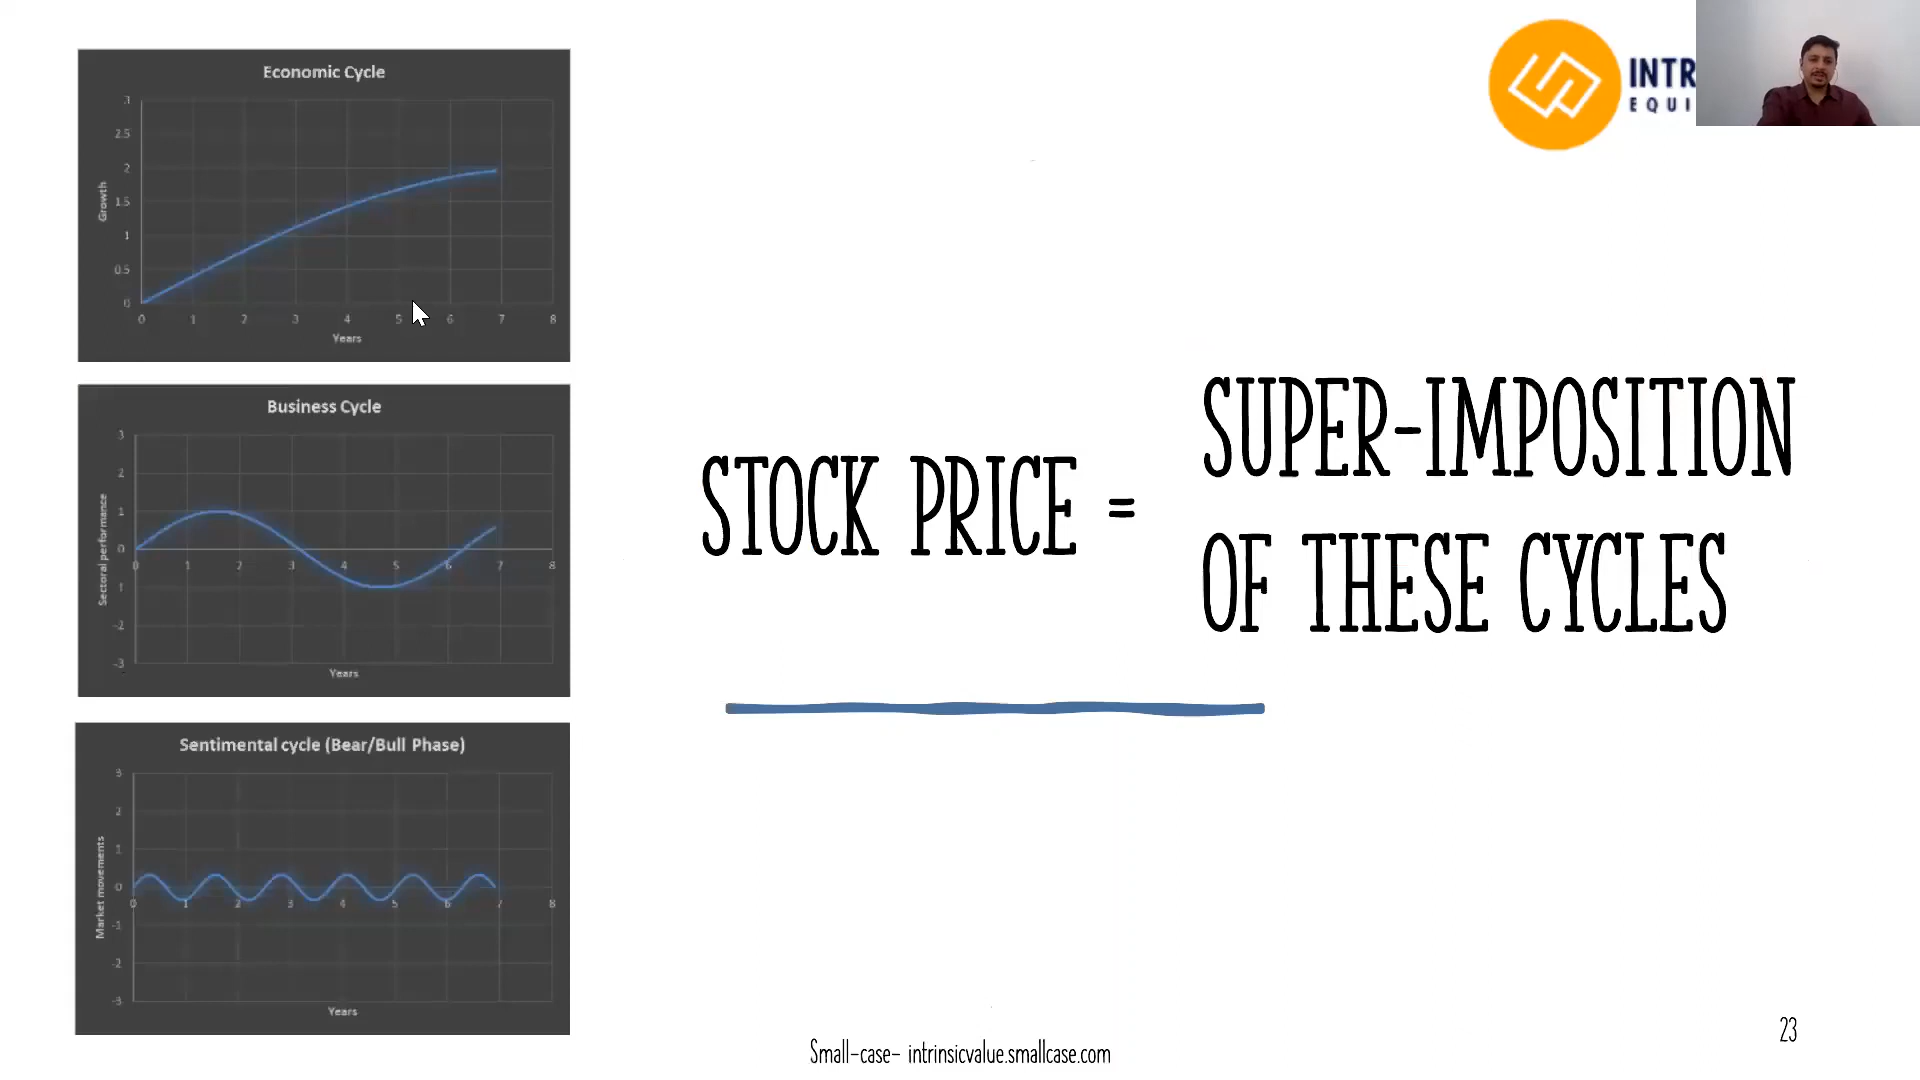 Economic Cycle
3
2.5
2
1.5
1
0.5
0
Growth
0 1 2 3 4 5 6 7 8
Years
Business Cycle
3
2
1
0
-1
-2
-3
Sectoral performance
0 1 2 3 4 5 6 7 8
Years
Sentimental cycle (Bear/Bull Phase)
3
2
1
0
-1
-2
-3
Market movements
0 1 2 3 4 5 6 7 8
Years
INTR
EQUI
STOCK PRICE =
SUPER-IMPOSITION
OF THESE CYCLES
Small-case- intrinsicvalue.smallcase.com
23